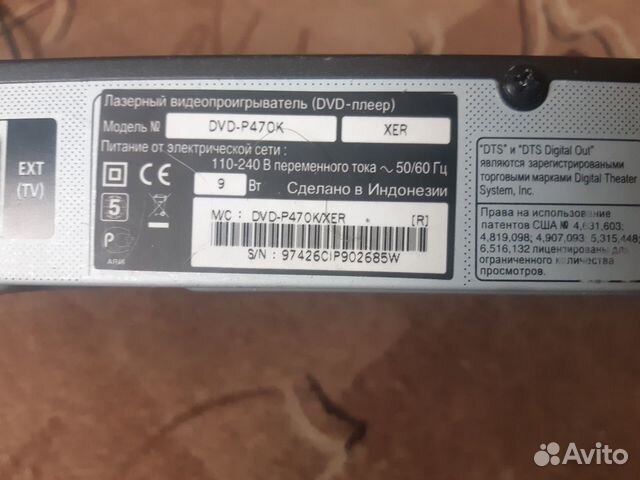 Лазерный видеопроигрыватель (DVD-плеер)
Модель № DVD-P470K XER
Питание от электрической сети :
110-240 В переменного тока ~ 50/60 Гц
CE 9 Вт Сделано в Индонезии
5
M/C : DVD-P470K/XER [R]
S/N : 97426CIP902685W
EXT
(TV)
"DTS" и "DTS Digital Out"
являются зарегистрироваными
торговыми марками Digital Theater
System, Inc.
Права на использование
патентов США № 4,631,603;
4,819,098; 4,907,093 5,315,448;
6,516,132 лицензированы для
ограниченного количества
просмотров.
Avito